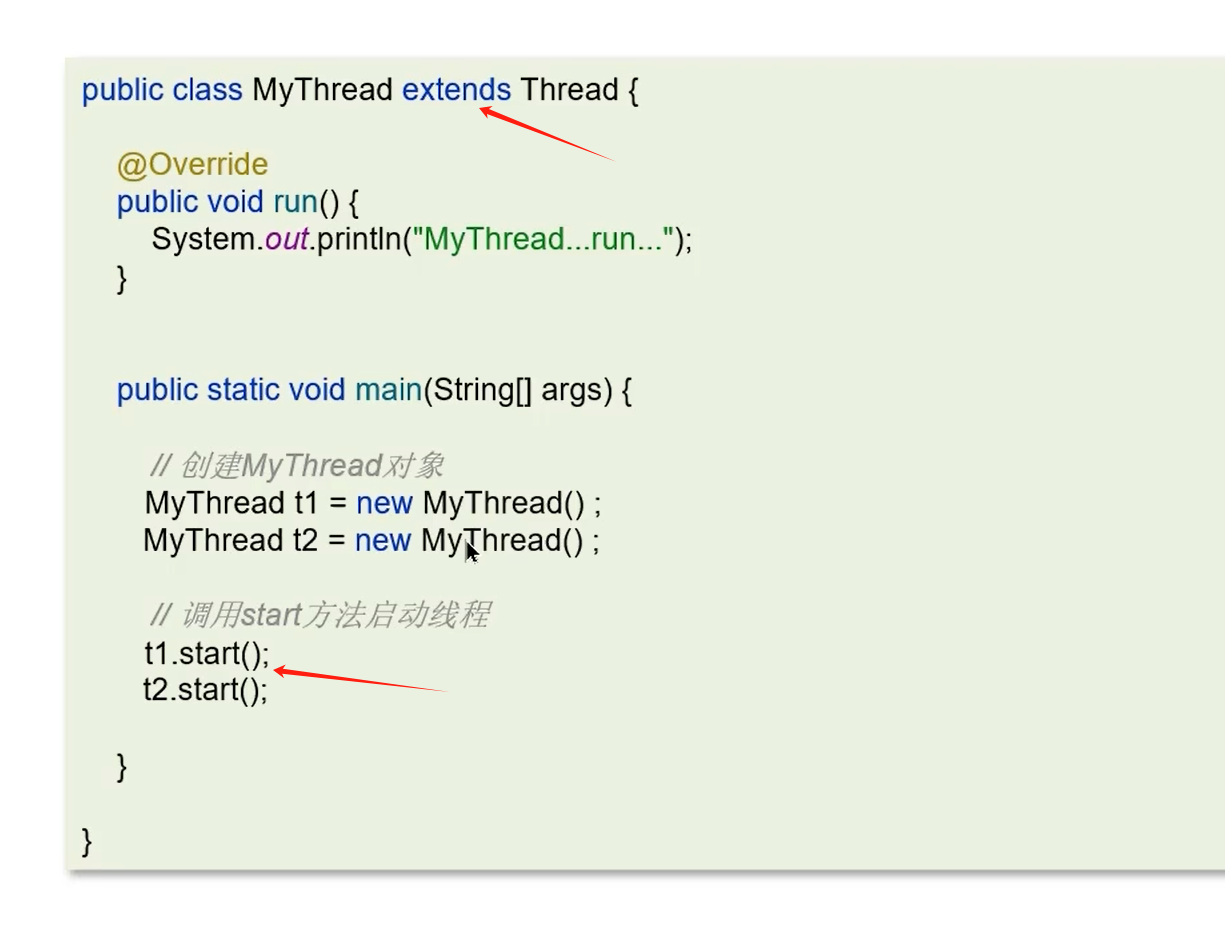 public class MyThread extends Thread {
@Override
public void run() {
System.out.println("MyThread...run...");
}
public static void main(String[] args) {
// 创建MyThread对象
MyThread t1 = new MyThread() ;
MyThread t2 = new MyThread() ;
// 调用start方法启动线程
t1.start();
t2.start();
}
}